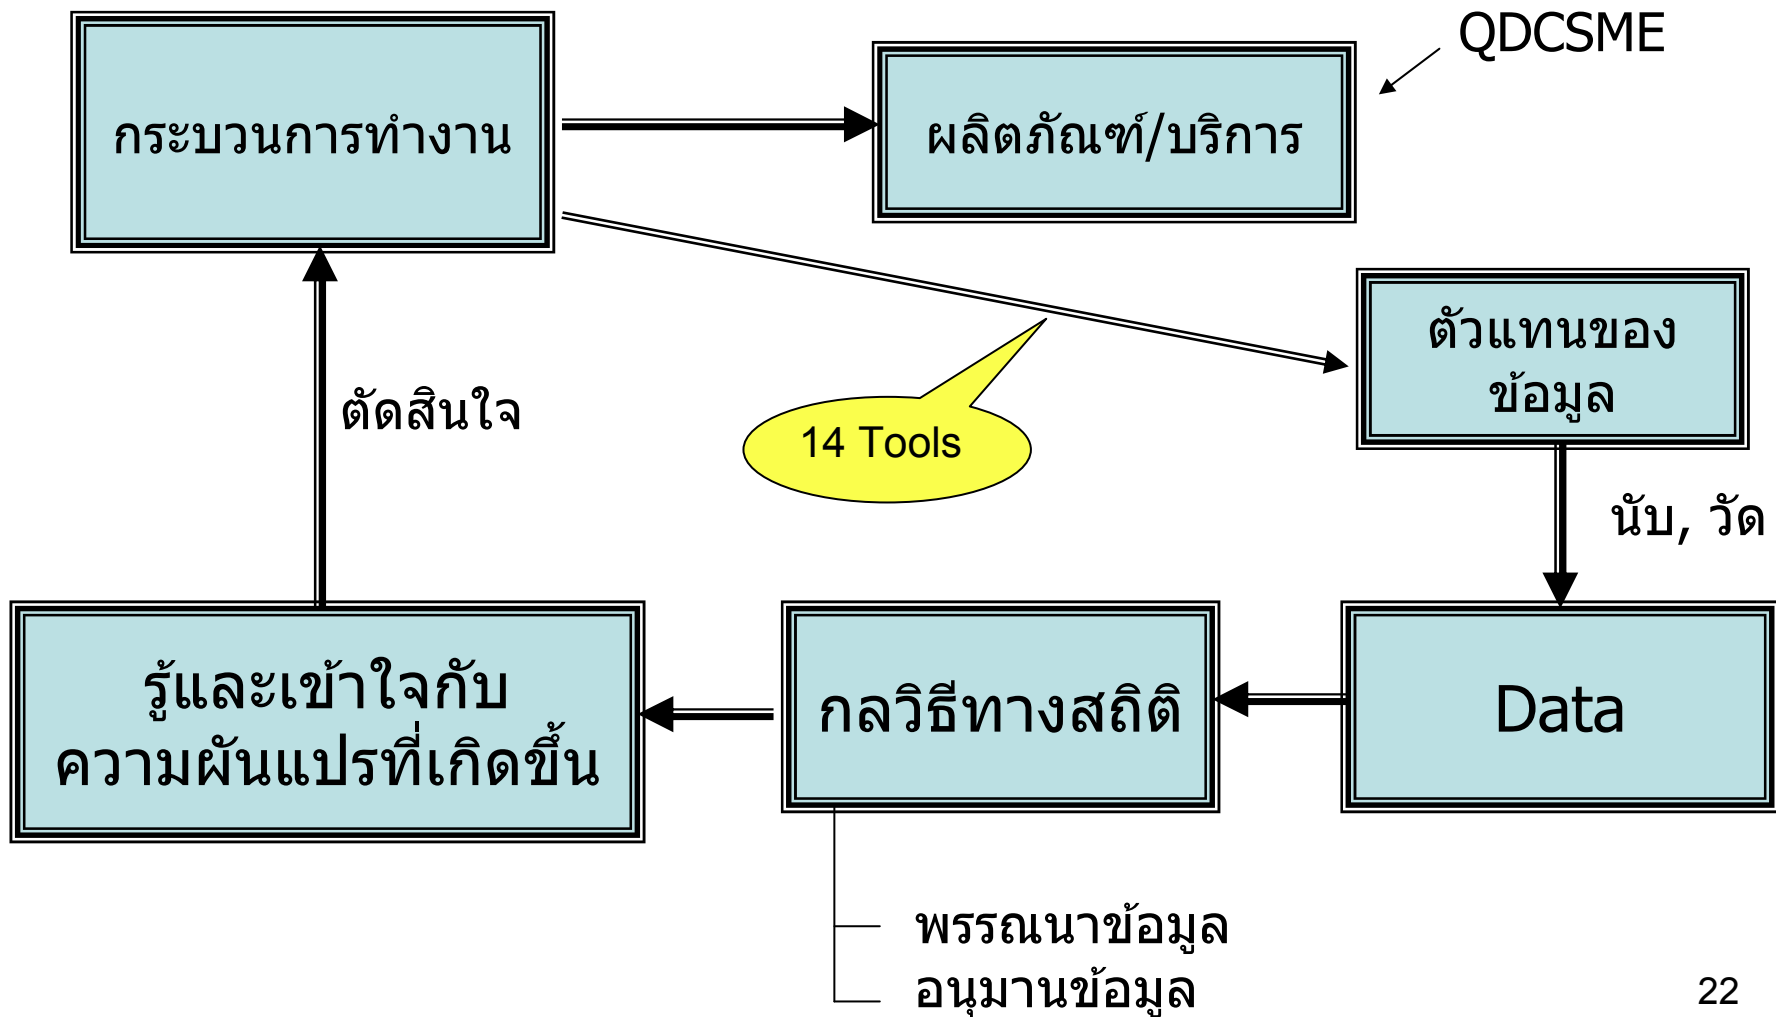 QDCSME
กระบวนการทำงาน
ผลิตภัณฑ์/บริการ
ตัวแทนของ
ข้อมูล
ตัดสินใจ
14 Tools
นับ, วัด
รู้และเข้าใจกับ
ความผันแปรที่เกิดขึ้น
กลวิธีทางสถิติ
Data
พรรณนาข้อมูล
อนุมานข้อมูล
22